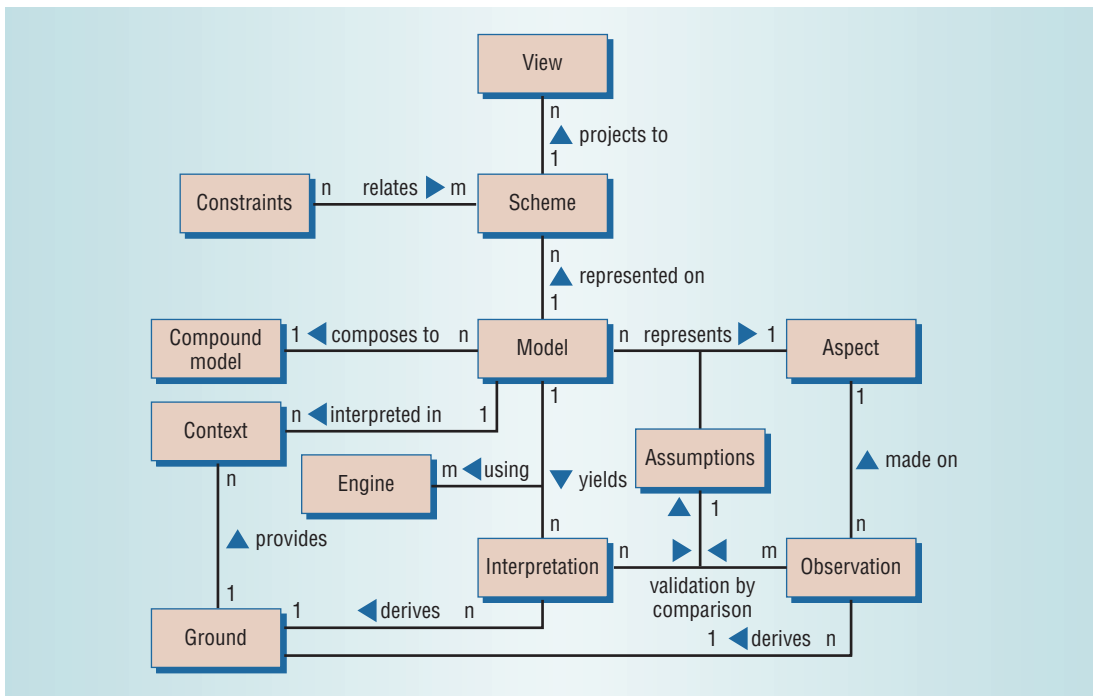 View
n
projects to
1
Constraints
n relates m
Scheme
n
represented on
1
Compound
model
1 composes to n
Model
n represents 1
Aspect
Context
n interpreted in 1
1
1
Engine
m using
yields
Assumptions
1
made on
n
provides
1
n
Interpretation
n
validation by
comparison
m
n
Observation
Ground
1 derives n
1 derives n